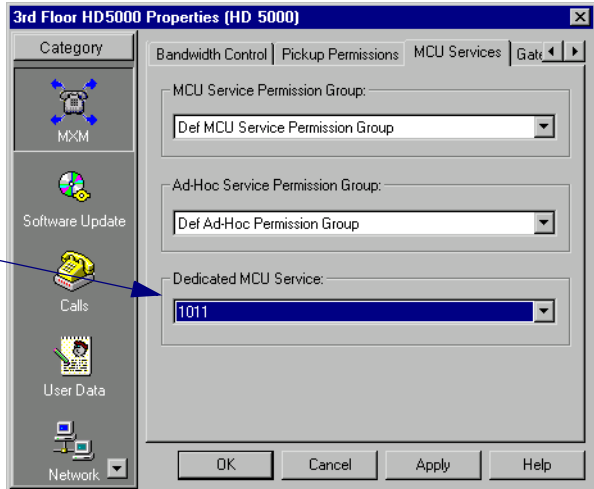 3rd Floor HD5000 Properties (HD 5000)
Category
MXM
Software Update
Calls
User Data
Network
Bandwidth Control Pickup Permissions MCU Services Gate
MCU Service Permission Group:
Def MCU Service Permission Group
Ad-Hoc Service Permission Group:
Def Ad-Hoc Permission Group
Dedicated MCU Service:
1011
OK Cancel Apply Help